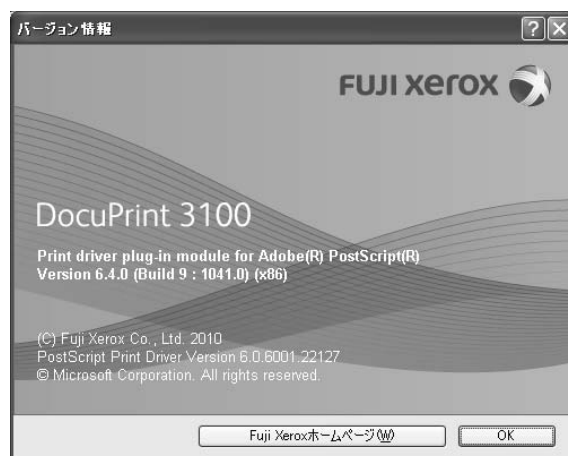 バージョン情報
FUJI xerox
DocuPrint 3100
Print driver plug-in module for Adobe(R) PostScript(R)
Version 6.4.0 (Build 9 : 1041.0) (x86)
(C) Fuji Xerox Co., Ltd. 2010
PostScript Print Driver Version 6.0.6001.22127
© Microsoft Corporation. All rights reserved.
Fuji Xeroxホームページ(W)
OK